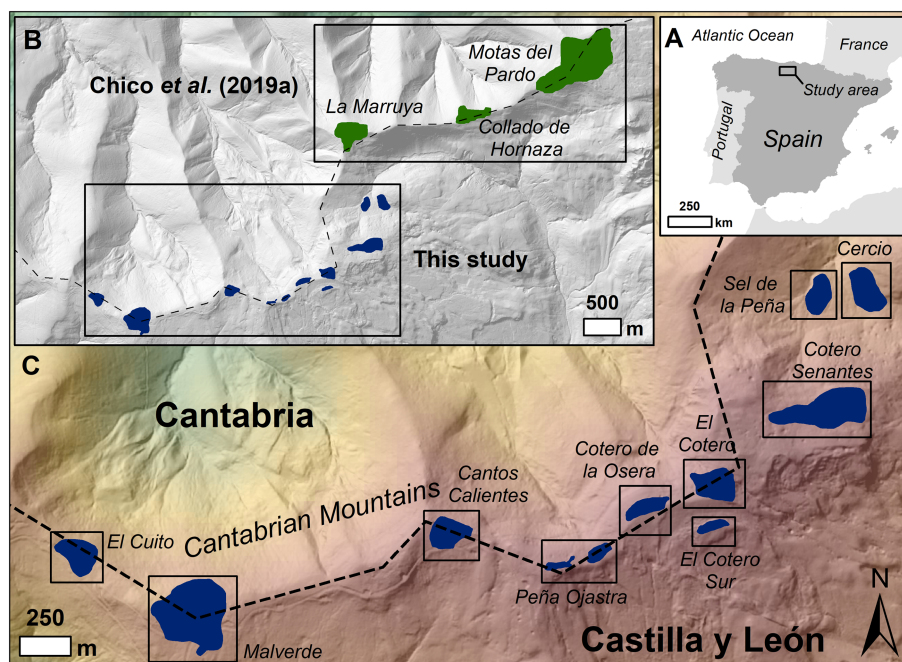 B
Chico et al. (2019a)
Motas del
Pardo
La Marruya
Collado de
Hornaza
This study
500
m
A
Atlantic Ocean
France
Study area
Portugal
Spain
250
km
C
Cantabria
Cantabrian Mountains
Cercio
Sel de
la Peña
Cotero
Senantes
El
Cotero
Cotero de
la Osera
Cantos
Calientes
El Cuito
Peña Ojastra
El Cotero
Sur
Malverde
250
m
Castilla y León
N